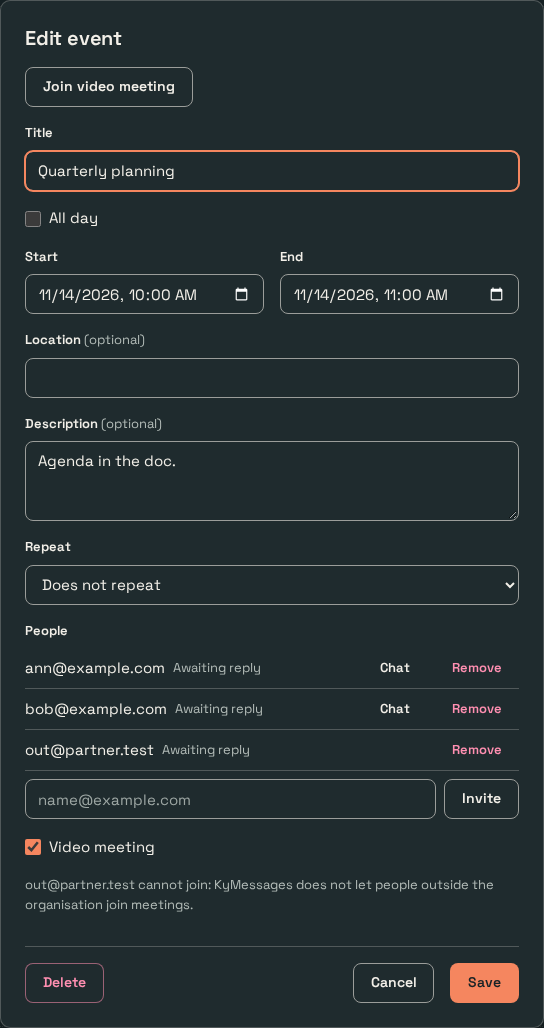 Edit event
Join video meeting
Title
Quarterly planning
All day
Start
End
11/14/2026, 10:00 AM
11/14/2026, 11:00 AM
Location (optional)
Description (optional)
Agenda in the doc.
Repeat
Does not repeat
People
ann@example.com Awaiting reply Chat Remove
bob@example.com Awaiting reply Chat Remove
out@partner.test Awaiting reply Remove
name@example.com Invite
Video meeting
out@partner.test cannot join: KyMessages does not let people outside the
organisation join meetings.
Delete Cancel Save